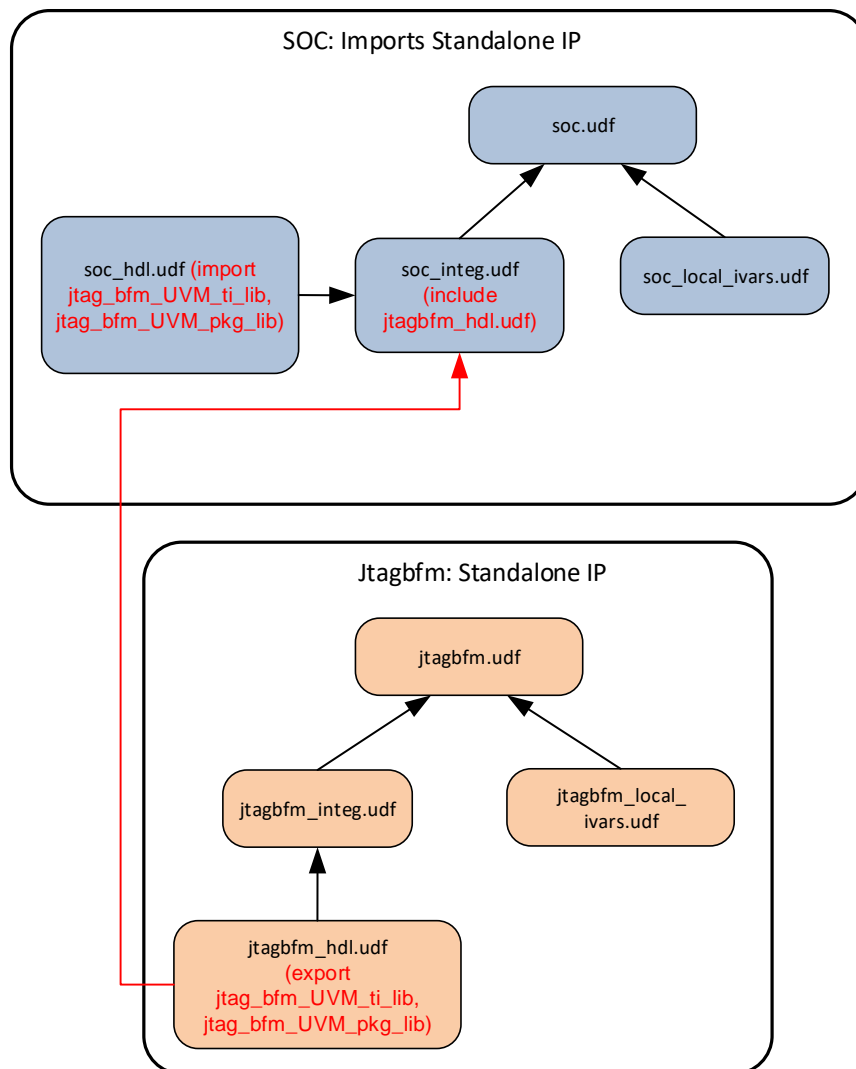 SOC: Imports Standalone IP
soc.udf
soc_hdl.udf (import
jtag_bfm_UVM_ti_lib,
jtag_bfm_UVM_pkg_lib)
soc_integ.udf
(include
jtagbfm_hdl.udf)
soc_local_ivars.udf
Jtagbfm: Standalone IP
jtagbfm.udf
jtagbfm_integ.udf
jtagbfm_local_
ivars.udf
jtagbfm_hdl.udf
(export
jtag_bfm_UVM_ti_lib,
jtag_bfm_UVM_pkg_lib)